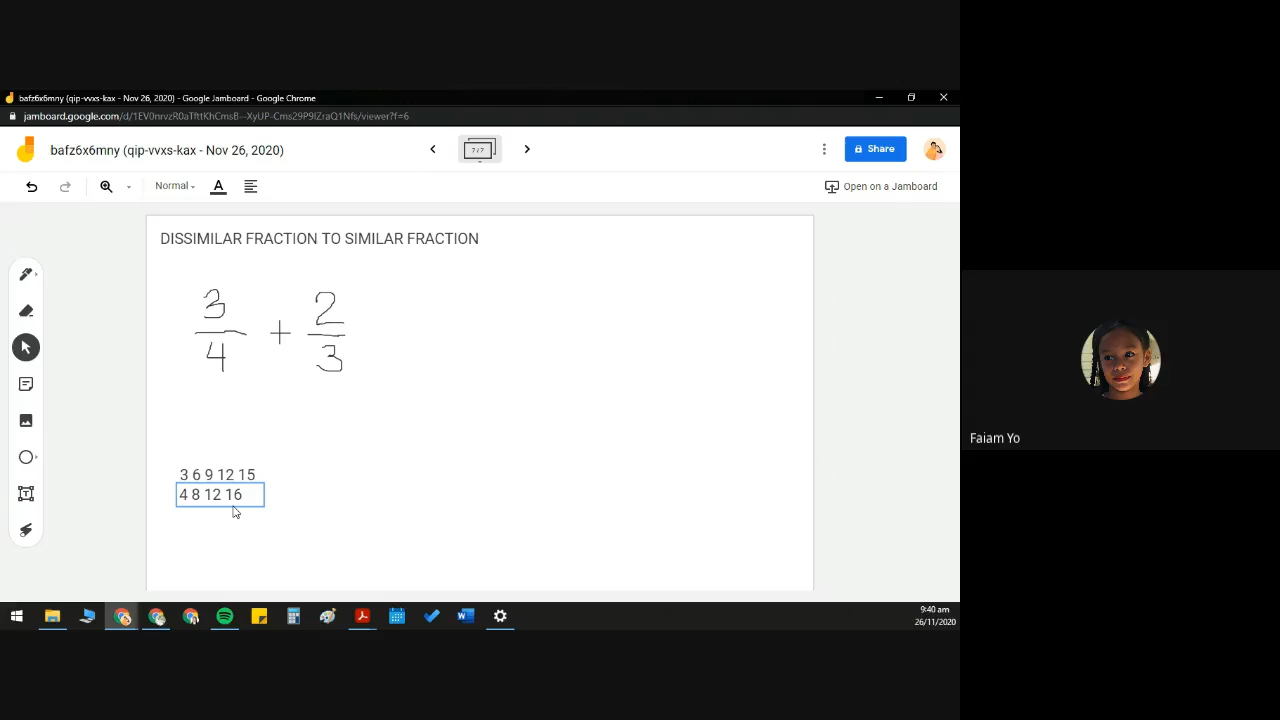 bafz6x6mny (qip-vvxs-kax - Nov 26, 2020) - Google Jamboard - Google Chrome
jamboard.google.com/d/1EV0nrvzR0aTfttKhCmsB--XyUP-Cms29P9lZraQ1Nfs/viewer?f=6
bafz6x6mny (qip-vvxs-kax - Nov 26, 2020)
7/7
Share
Normal
A
Open on a Jamboard
DISSIMILAR FRACTION TO SIMILAR FRACTION
3 2
+
4 3
3 6 9 12 15
4 8 12 16
Faiam Yo
9:40 am
26/11/2020